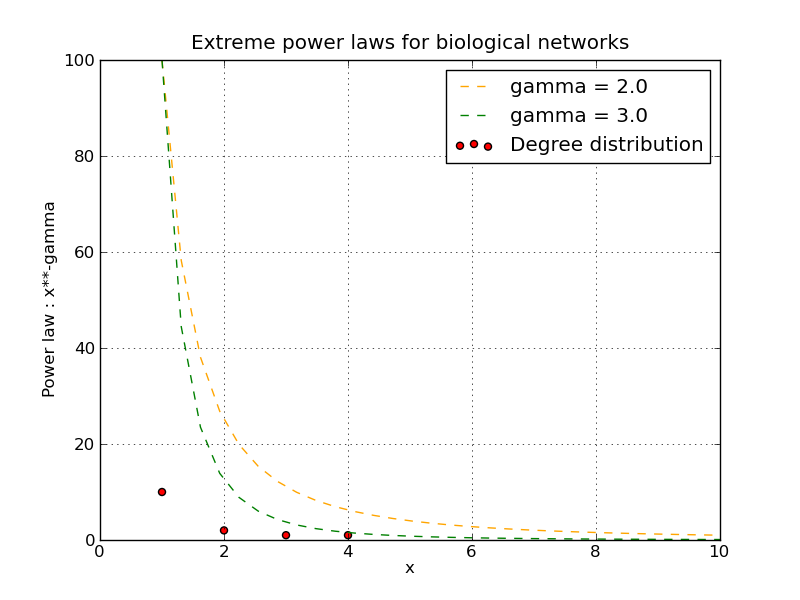 Extreme power laws for biological networks
gamma = 2.0
gamma = 3.0
Degree distribution
Power law : x**-gamma
100
80
60
40
20
0
0 2 4 6 8 10
x